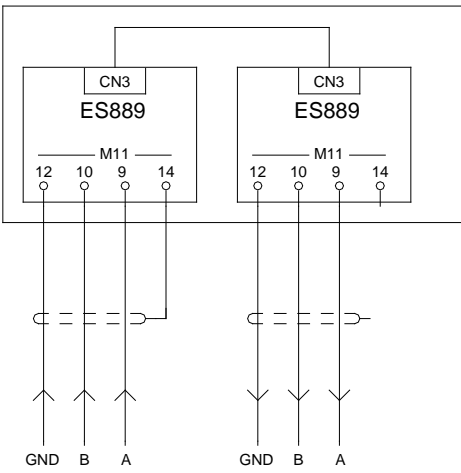 CN3 CN3
ES889 ES889
M11 M11
12 10 9 14 12 10 9 14
GND B A GND B A